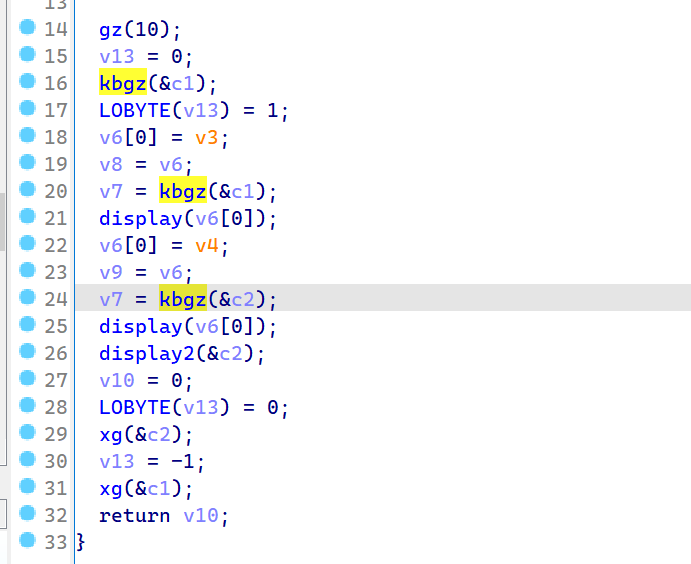 13
14 gz(10);
15 v13 = 0;
16 kbgz(&c1);
17 LOBYTE(v13) = 1;
18 v6[0] = v3;
19 v8 = v6;
20 v7 = kbgz(&c1);
21 display(v6[0]);
22 v6[0] = v4;
23 v9 = v6;
24 v7 = kbgz(&c2);
25 display(v6[0]);
26 display2(&c2);
27 v10 = 0;
28 LOBYTE(v13) = 0;
29 xg(&c2);
30 v13 = -1;
31 xg(&c1);
32 return v10;
33 }